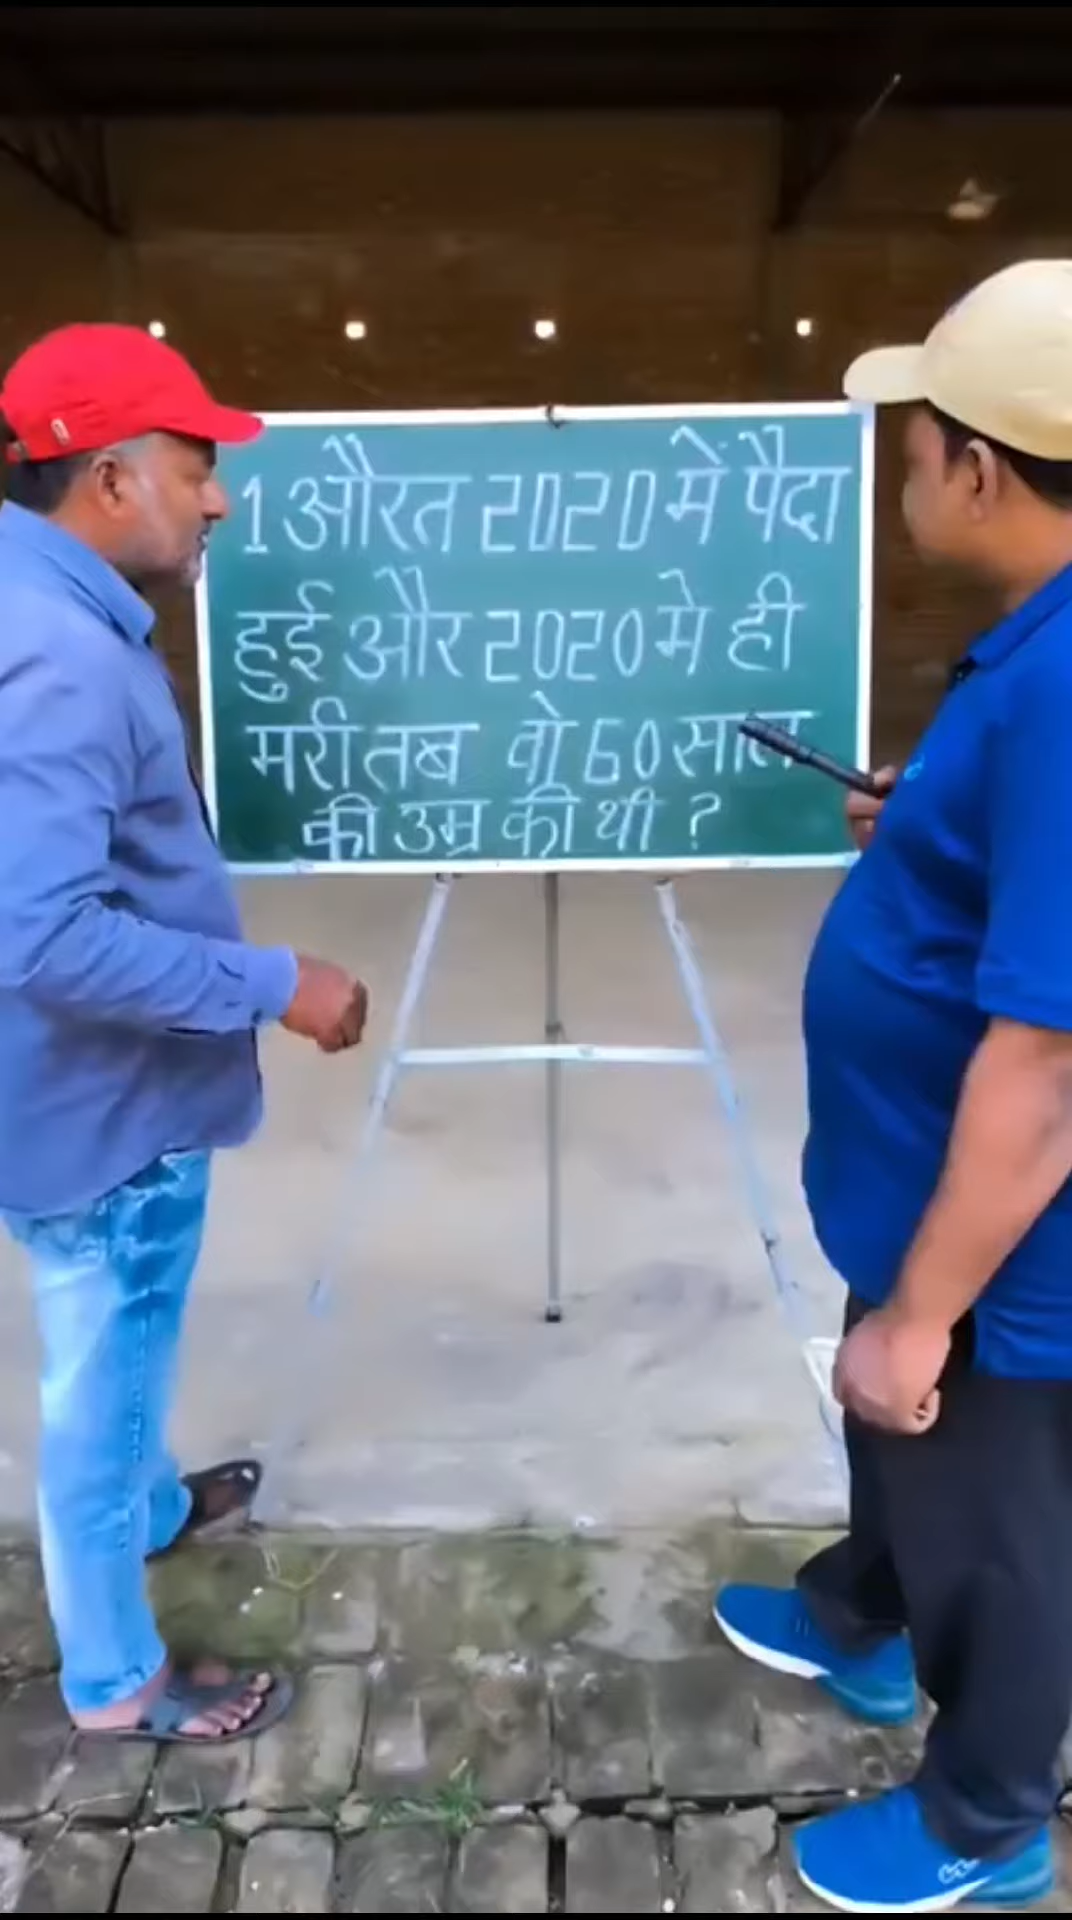 1 औरत 2020 में पैदा
हुई और 2020 मे ही
मरी तब वो 60 साल
की उम्र की थी ?